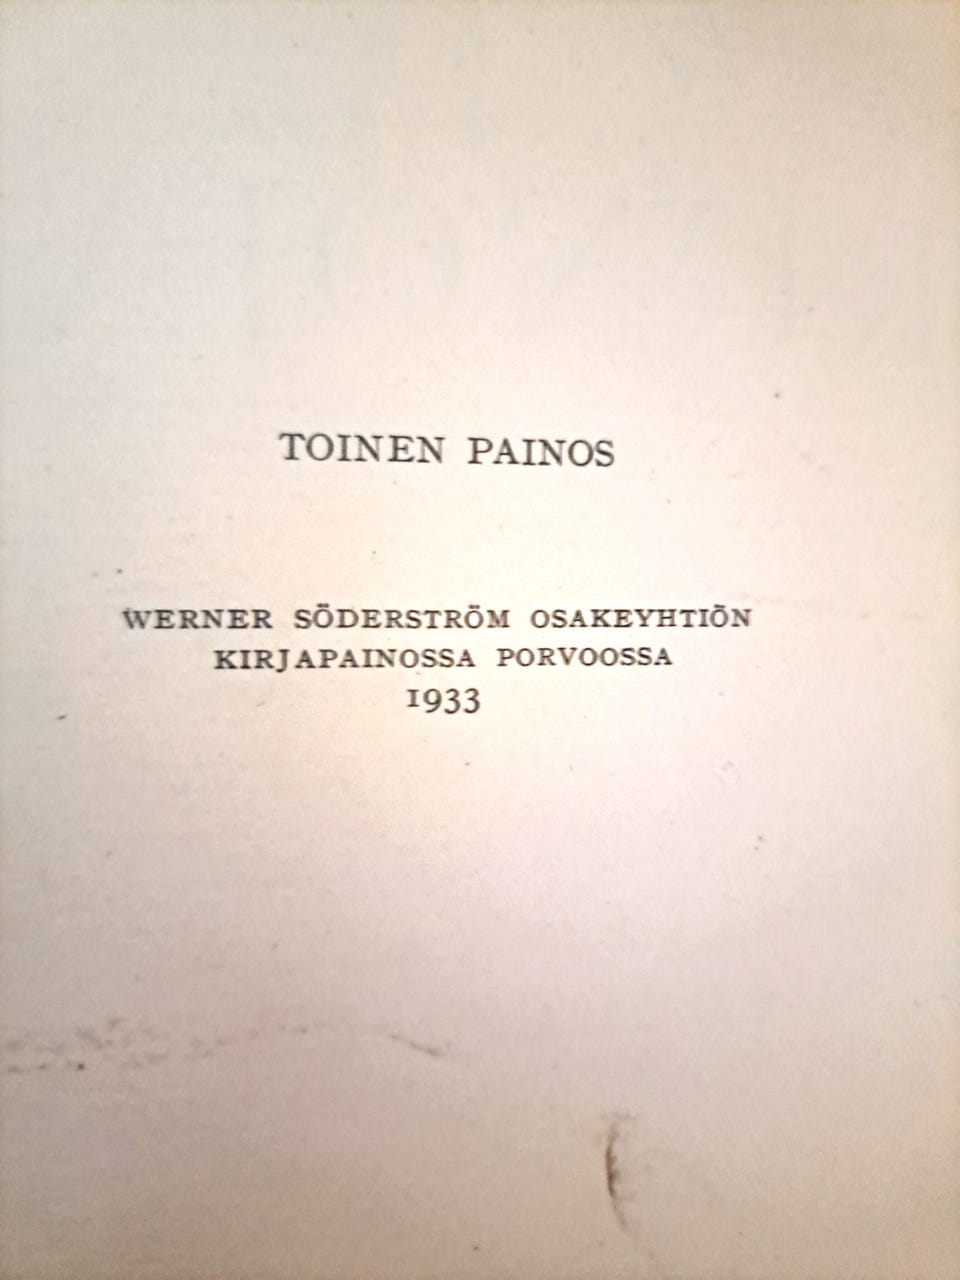 TOINEN PAINOS
WERNER SÖDERSTRÖM OSAKEYHTIÖN
KIRJAPAINOSSA PORVOOSSA
1933